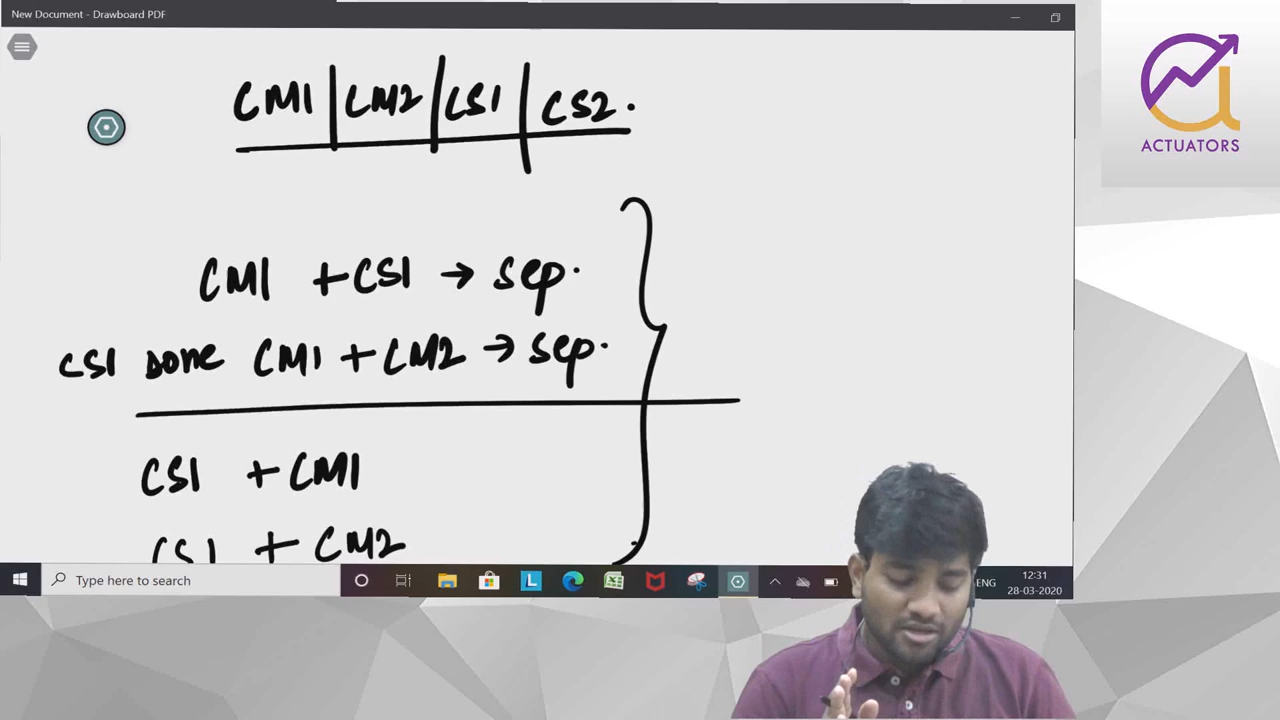 New Document - Drawboard PDF
CM1 | CM2 | CS1 | CS2.
ACTUATORS
CM1 + CS1 → Sep.
CS1 Done CM1 + CM2 → Sep.
CS1 + CM1
CS1 + CM2
Type here to search
ENG
12:31
28-03-2020